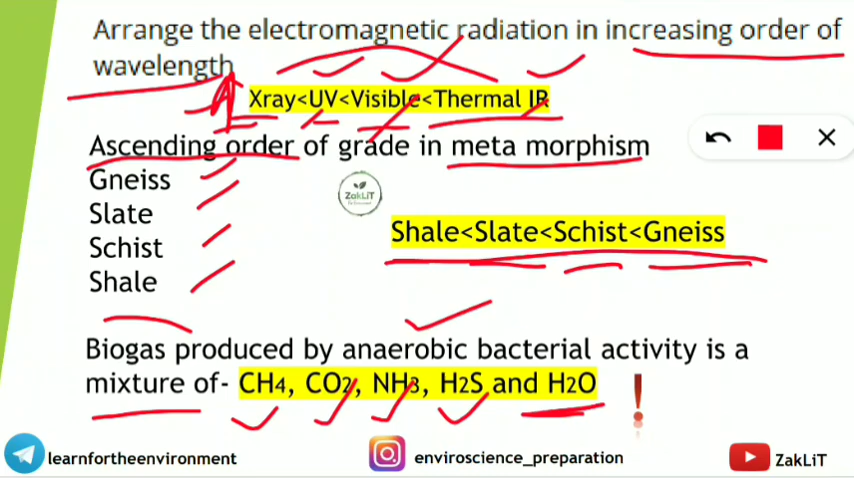 Arrange the electromagnetic radiation in increasing order of
wavelength
Xray<UV<Visible<Thermal IR
Ascending order of grade in meta morphism
Gneiss
Slate
Schist
Shale
ZakLiT
Shale<Slate<Schist<Gneiss
Biogas produced by anaerobic bacterial activity is a
mixture of- CH4, CO2, NH3, H2S and H2O
learnfortheenvironment
enviroscience_preparation
ZakLiT